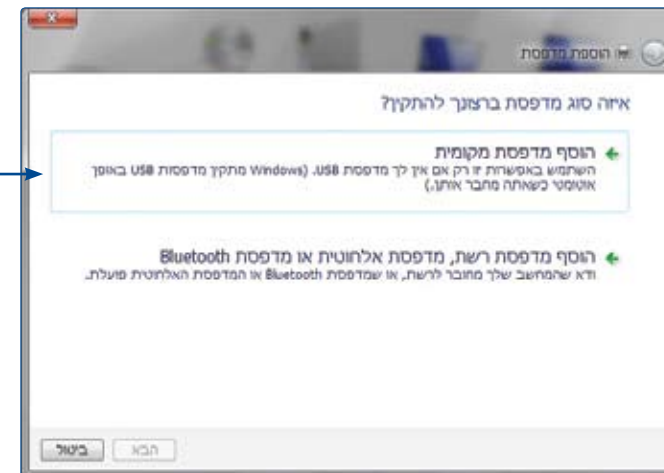 הוספת מדפסת
איזה סוג מדפסת ברצונך להתקין?
הוסף מדפסת מקומית
השתמש באפשרות זו רק אם אין לך מדפסת USB. (Windows מתקין מדפסות USB באופן
אוטומטי כשאתה מחבר אותן.)
הוסף מדפסת רשת, מדפסת אלחוטית או מדפסת Bluetooth
ודא שהמחשב שלך מחובר לרשת, או שמדפסת Bluetooth או המדפסת האלחוטית פועלת.
הבא
ביטול